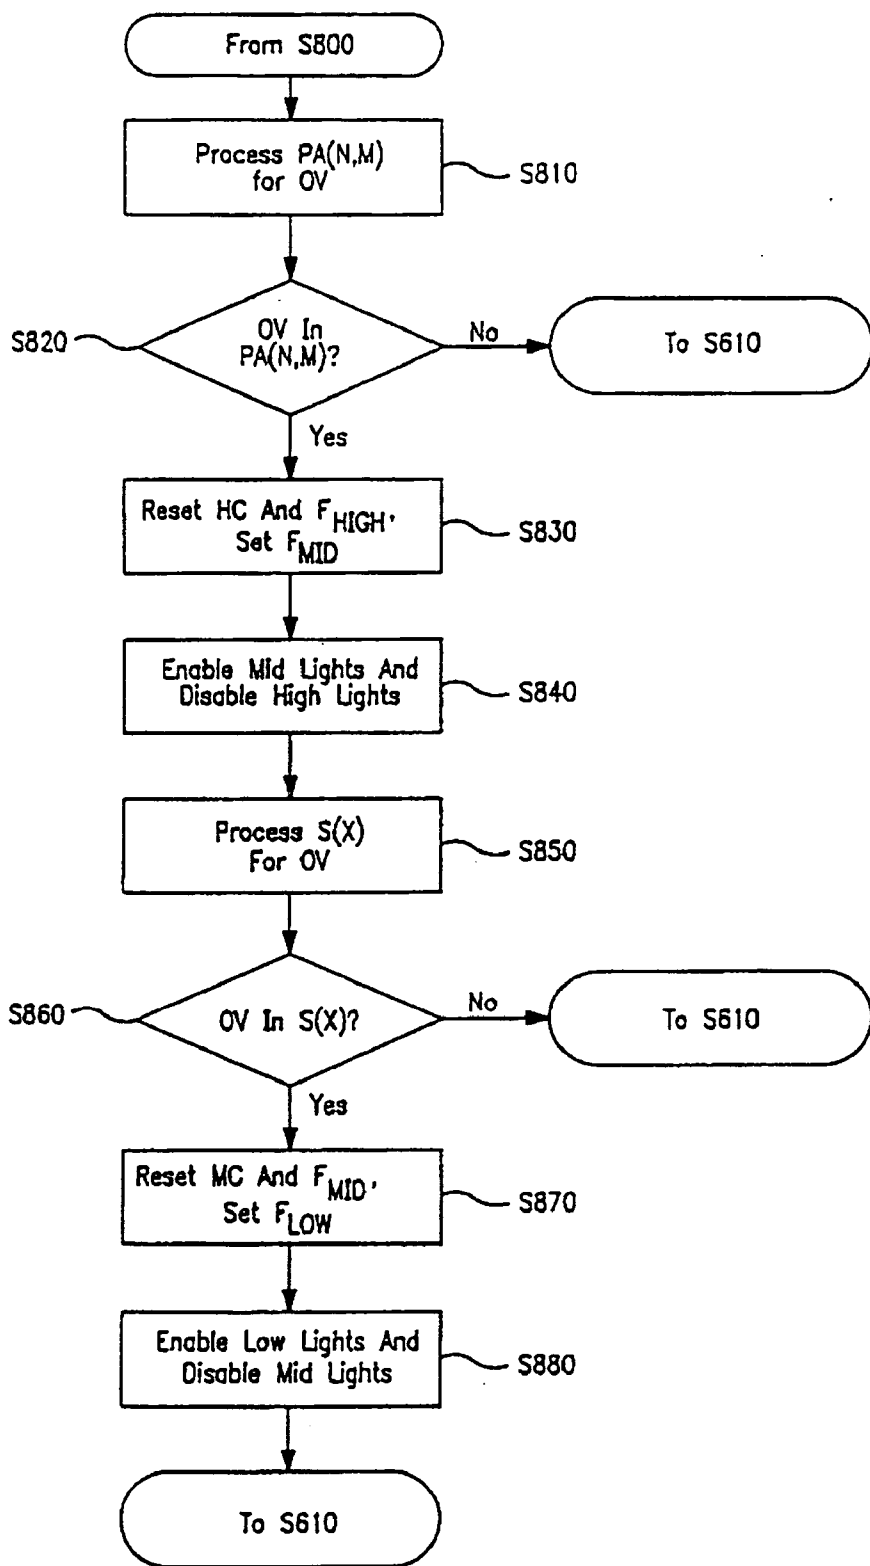 From S800
Process PA(N,M)
for OV
S810
S820
OV In
PA(N,M)?
No
To S610
Yes
Reset HC And F HIGH,
Set F MID
S830
Enable Mid Lights And
Disable High Lights
S840
Process S(X)
For OV
S850
S860
OV In S(X)?
No
To S610
Yes
Reset MC And F MID,
Set F LOW
S870
Enable Low Lights And
Disable Mid Lights
S880
To S610